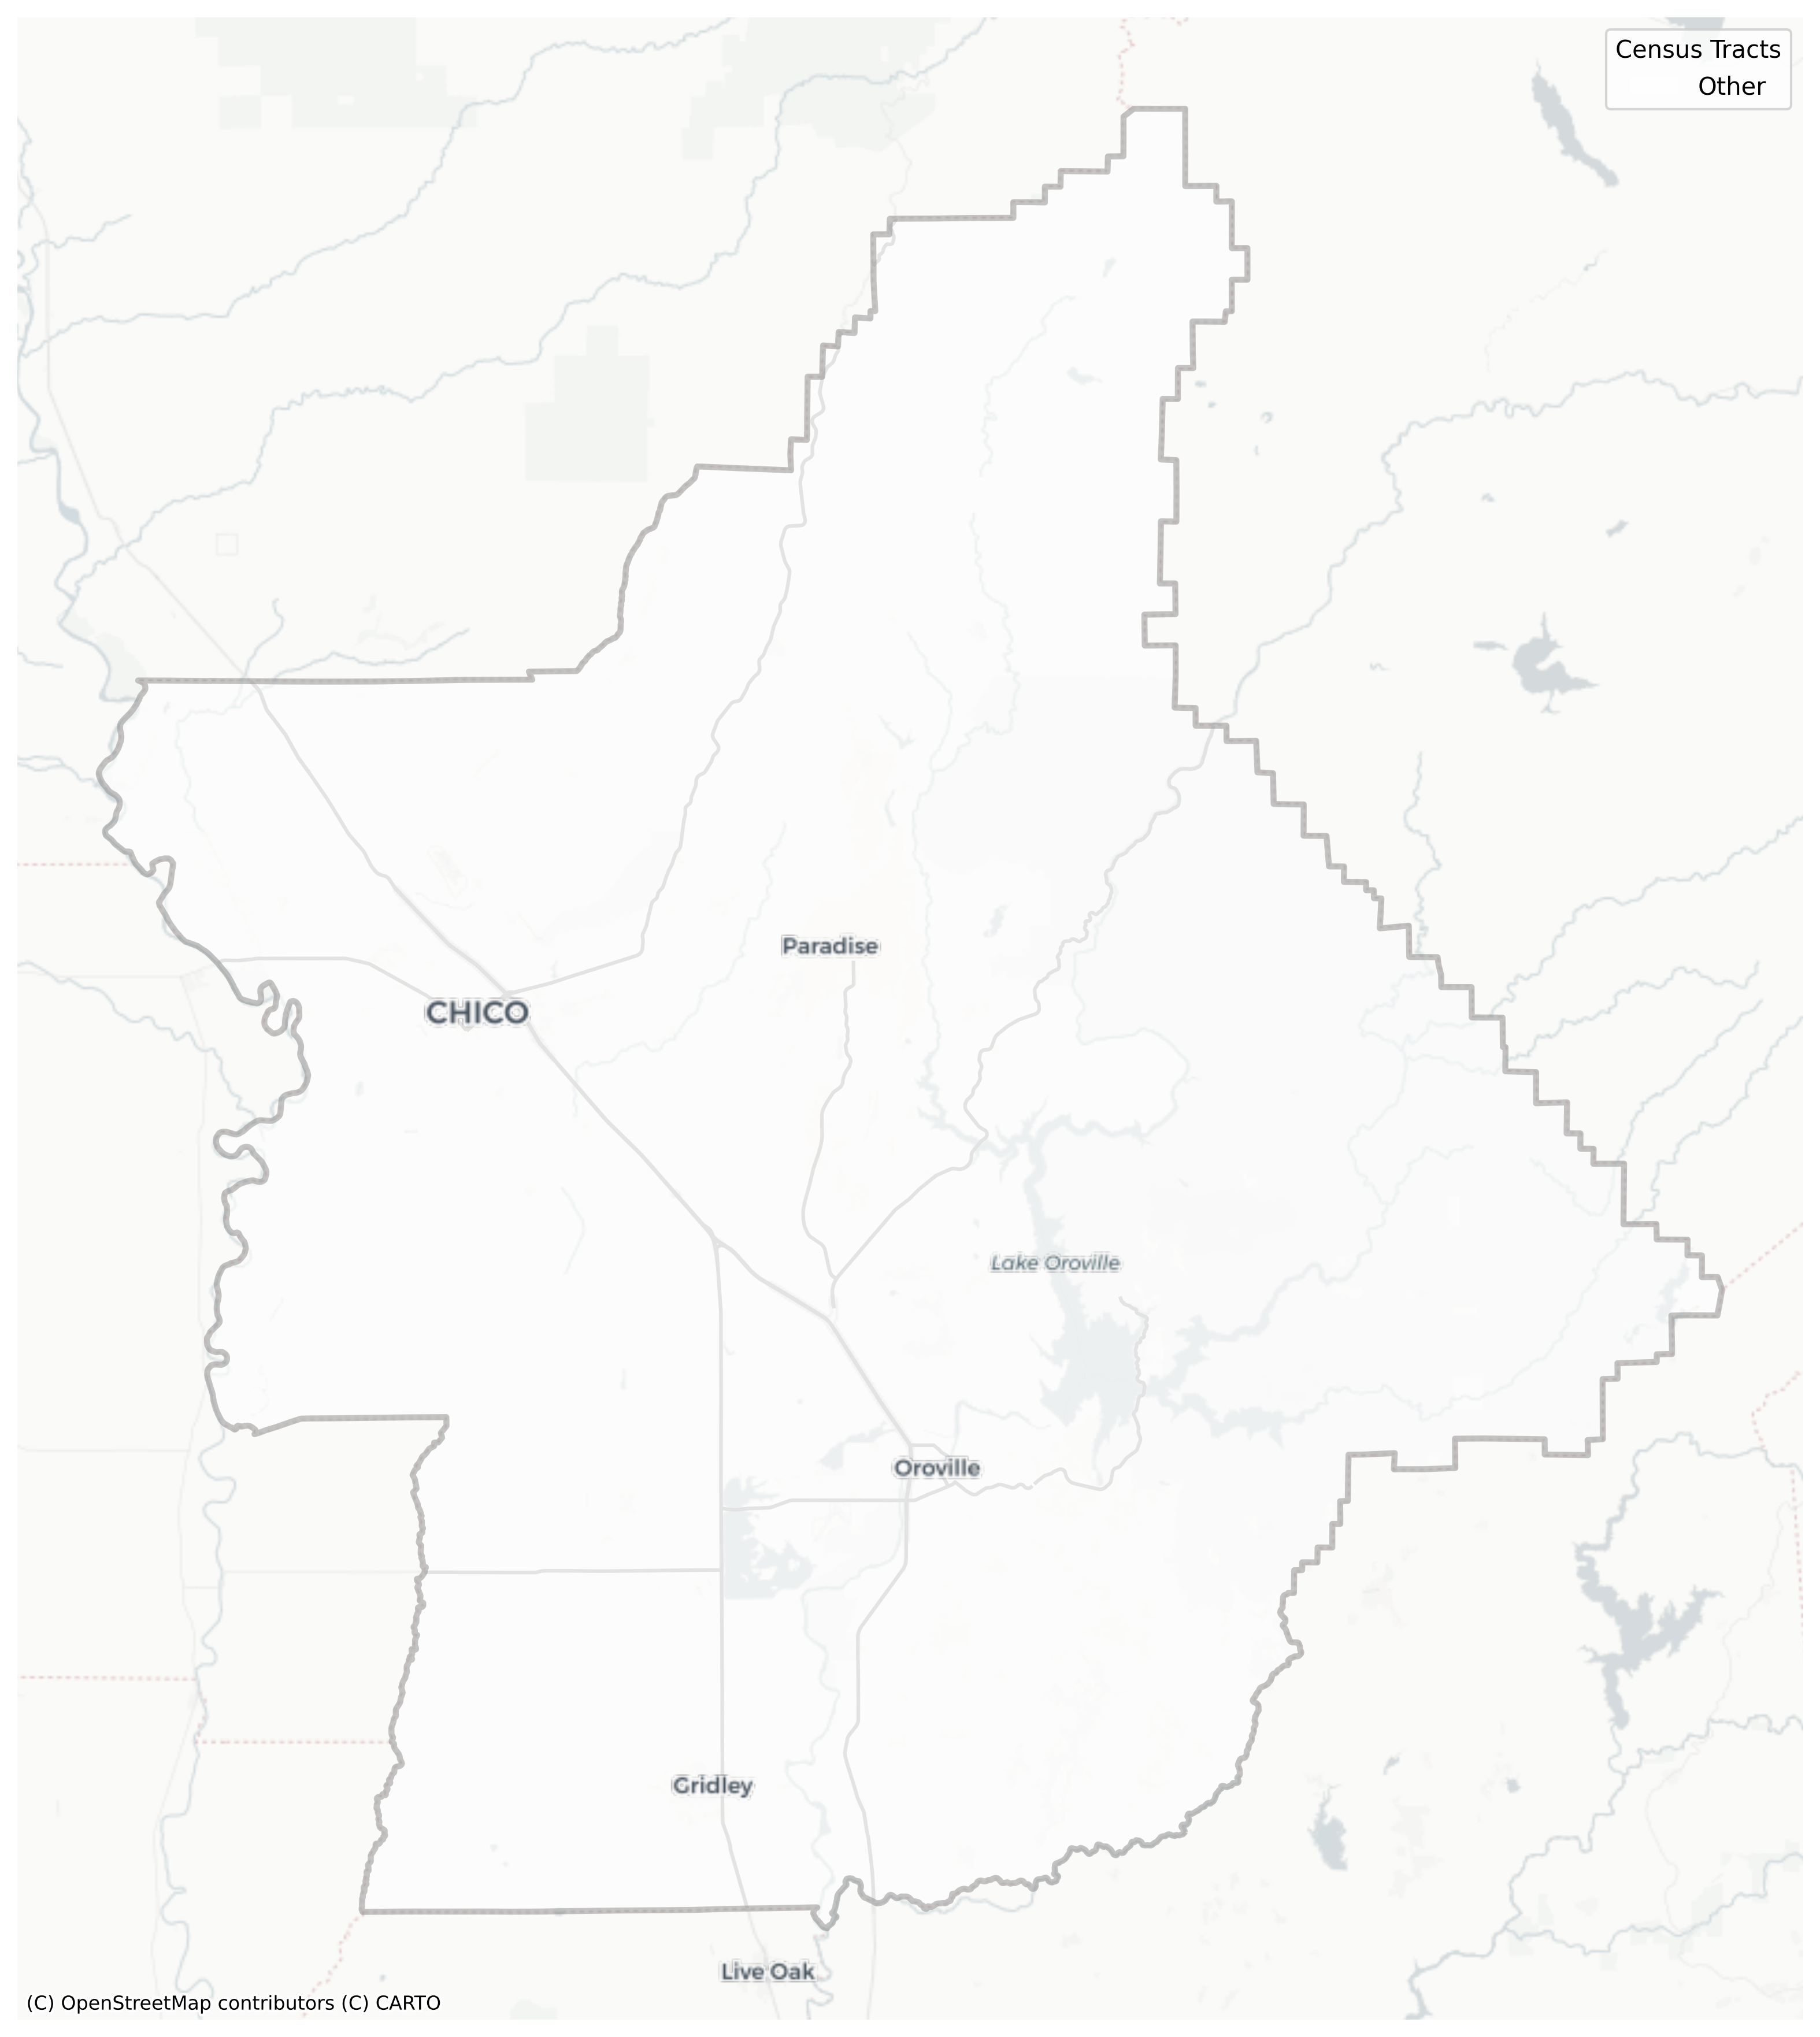 Census Tracts
Other
Paradise
CHICO
Lake Oroville
Oroville
Gridley
Live Oak
(C) OpenStreetMap contributors (C) CARTO